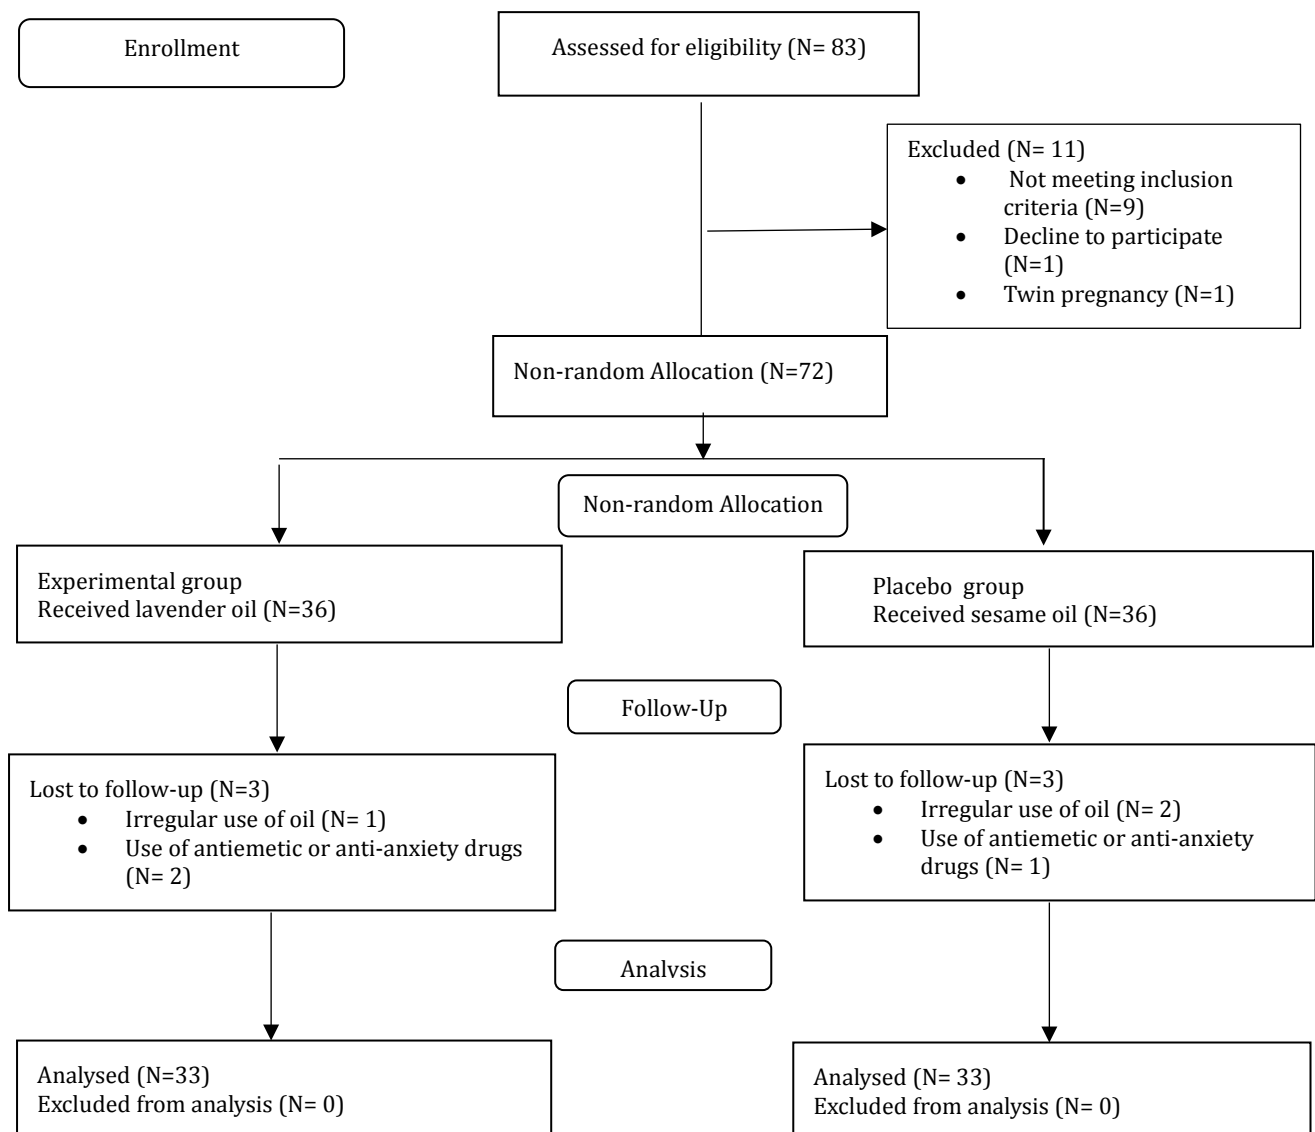 Enrollment
Assessed for eligibility (N= 83)
Excluded (N= 11)
• Not meeting inclusion
criteria (N=9)
• Decline to participate
(N=1)
• Twin pregnancy (N=1)
Non-random Allocation (N=72)
Non-random Allocation
Experimental group
Received lavender oil (N=36)
Placebo group
Received sesame oil (N=36)
Follow-Up
Lost to follow-up (N=3)
• Irregular use of oil (N= 1)
• Use of antiemetic or anti-anxiety drugs
(N= 2)
Lost to follow-up (N=3)
• Irregular use of oil (N= 2)
• Use of antiemetic or anti-anxiety
drugs (N= 1)
Analysis
Analysed (N=33)
Excluded from analysis (N= 0)
Analysed (N= 33)
Excluded from analysis (N= 0)